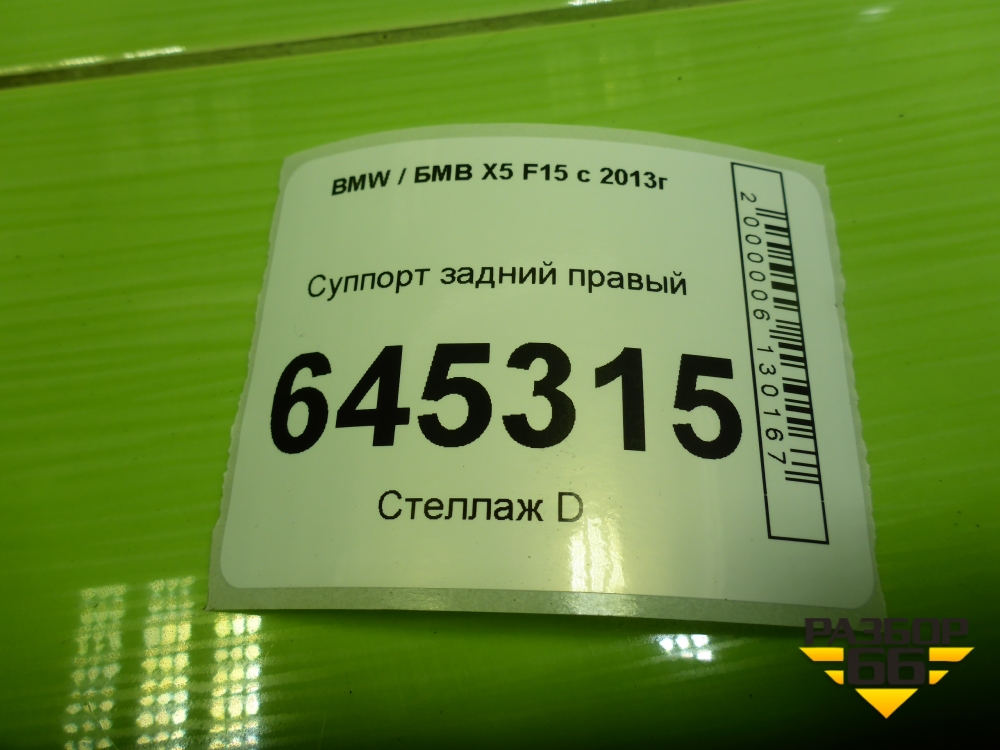 BMW / БМВ X5 F15 с 2013г
Суппорт задний правый
645315
Стеллаж D
2000006130167
РАЗБОР
66